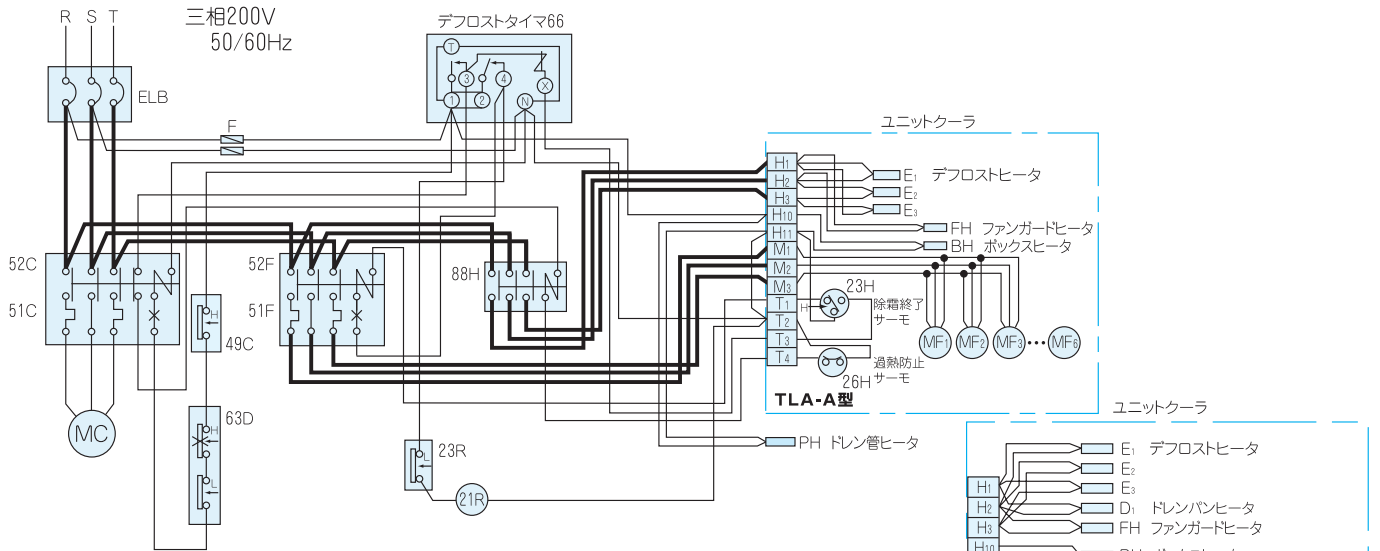 R S T
三相200V
50/60Hz
ELB
F
デフロストタイマ66
T
3
4
X
1
2
N
52C
51C
MC
49C
H
63D
H
L
52F
51F
88H
23R
L
21R
ユニットクーラ
H1
H2
H3
H10
H11
M1
M2
M3
T1
T2
T3
T4
E1 デフロストヒータ
E2
E3
FH ファンガードヒータ
BH ボックスヒータ
23H
H
除霜終了
サーモ
過熱防止
サーモ
26H
MF1 MF2 MF3 ••• MF6
TLA-A型
PH ドレン管ヒータ
ユニットクーラ
H1
H2
H3
H10
E1 デフロストヒータ
E2
E3
D1 ドレンパンヒータ
FH ファンガードヒータ